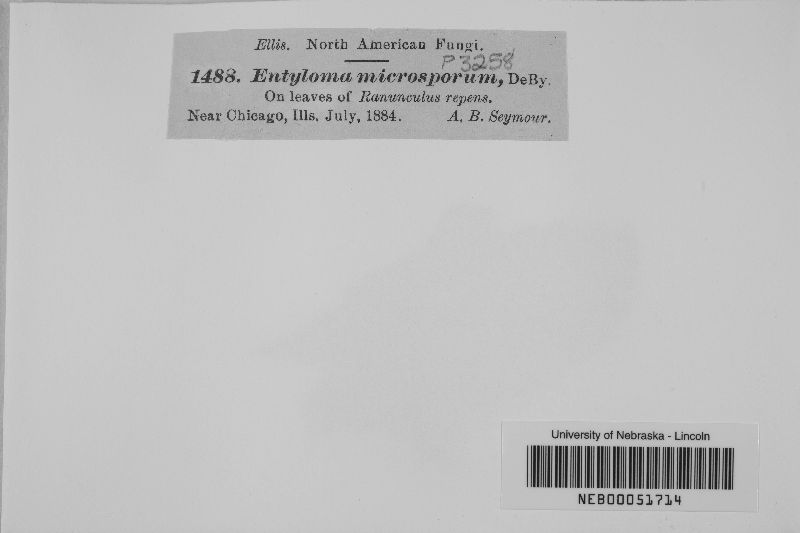 Ellis. North American Fungi.
P3258
1488. Entyloma microsporum, DeBy.
On leaves of Ranunculus repens.
Near Chicago, Ills. July, 1884. A. B. Seymour.
University of Nebraska - Lincoln
NEB00051714